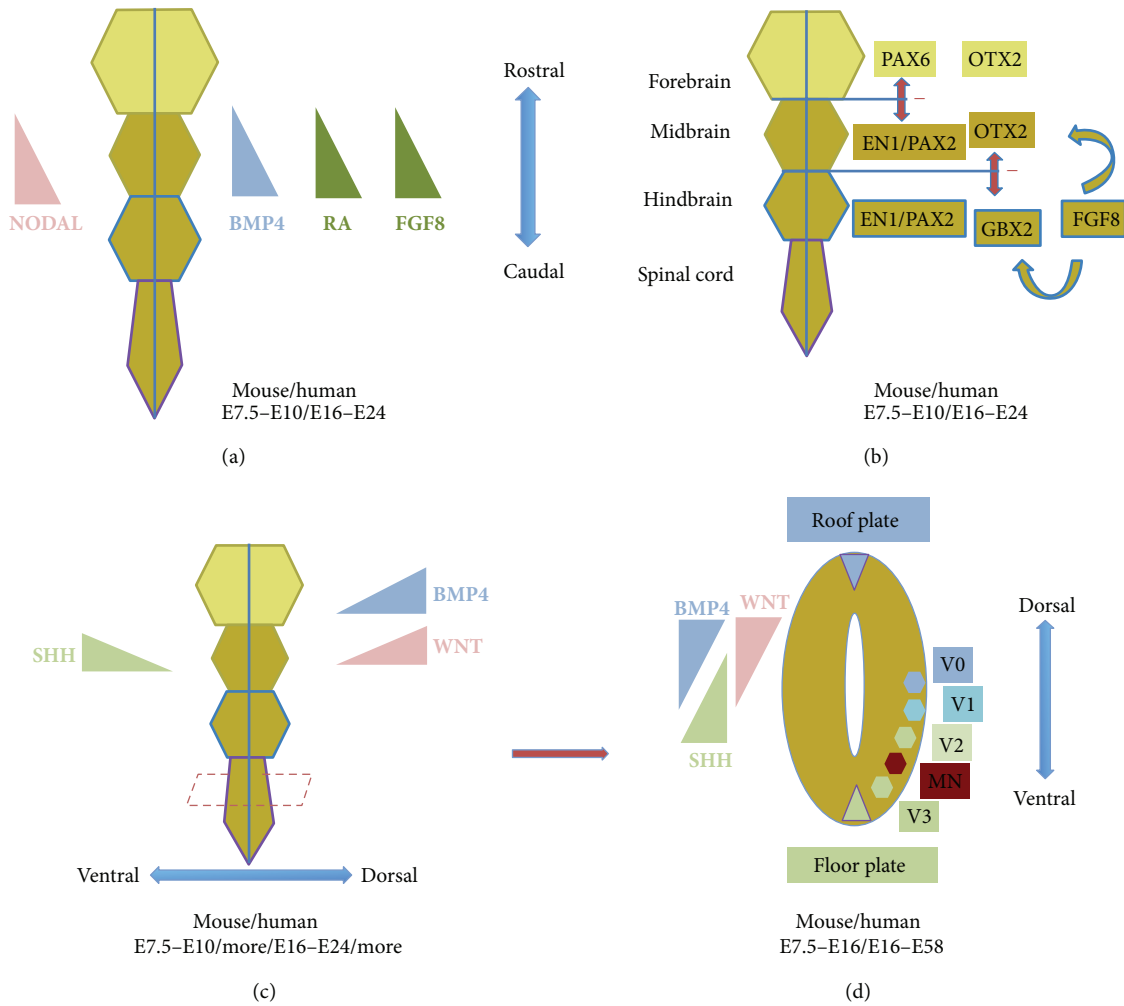 Rostral
NODAL
BMP4
RA
FGF8
Caudal
Mouse/human
E7.5–E10/E16–E24
(a)
PAX6
OTX2
Forebrain
–
Midbrain
EN1/PAX2
OTX2
–
Hindbrain
EN1/PAX2
GBX2
FGF8
Spinal cord
Mouse/human
E7.5–E10/E16–E24
(b)
BMP4
SHH
WNT
Ventral
Dorsal
Mouse/human
E7.5–E10/more/E16–E24/more
(c)
Roof plate
BMP4
WNT
Dorsal
V0
V1
V2
SHH
MN
Ventral
V3
Floor plate
Mouse/human
E7.5–E16/E16–E58
(d)